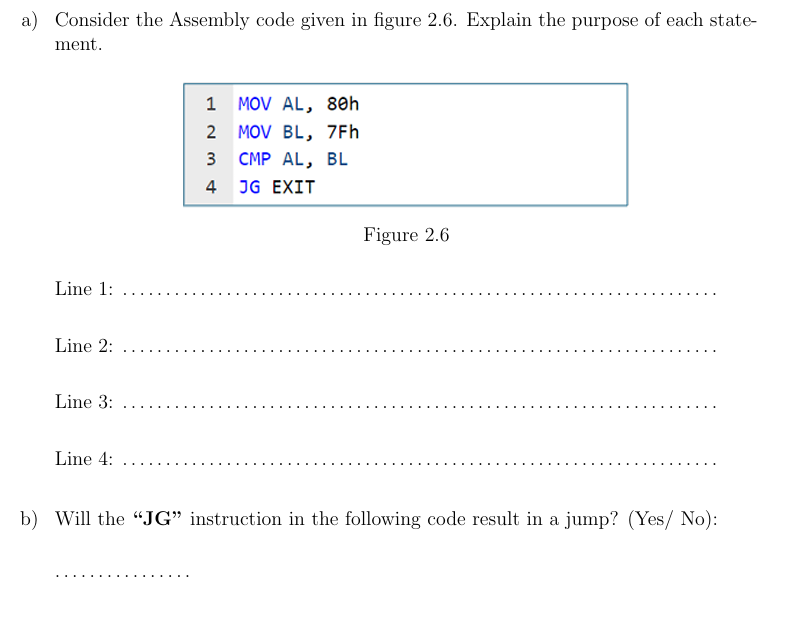 a) Consider the Assembly code given in figure 2.6. Explain the purpose of each state-
ment.
1 MOV AL, 80h
2 MOV BL, 7Fh
3 CMP AL, BL
4 JG EXIT
Figure 2.6
Line 1: ......................................................................
Line 2: ......................................................................
Line 3: ......................................................................
Line 4: ......................................................................
b) Will the “JG” instruction in the following code result in a jump? (Yes/ No):
................